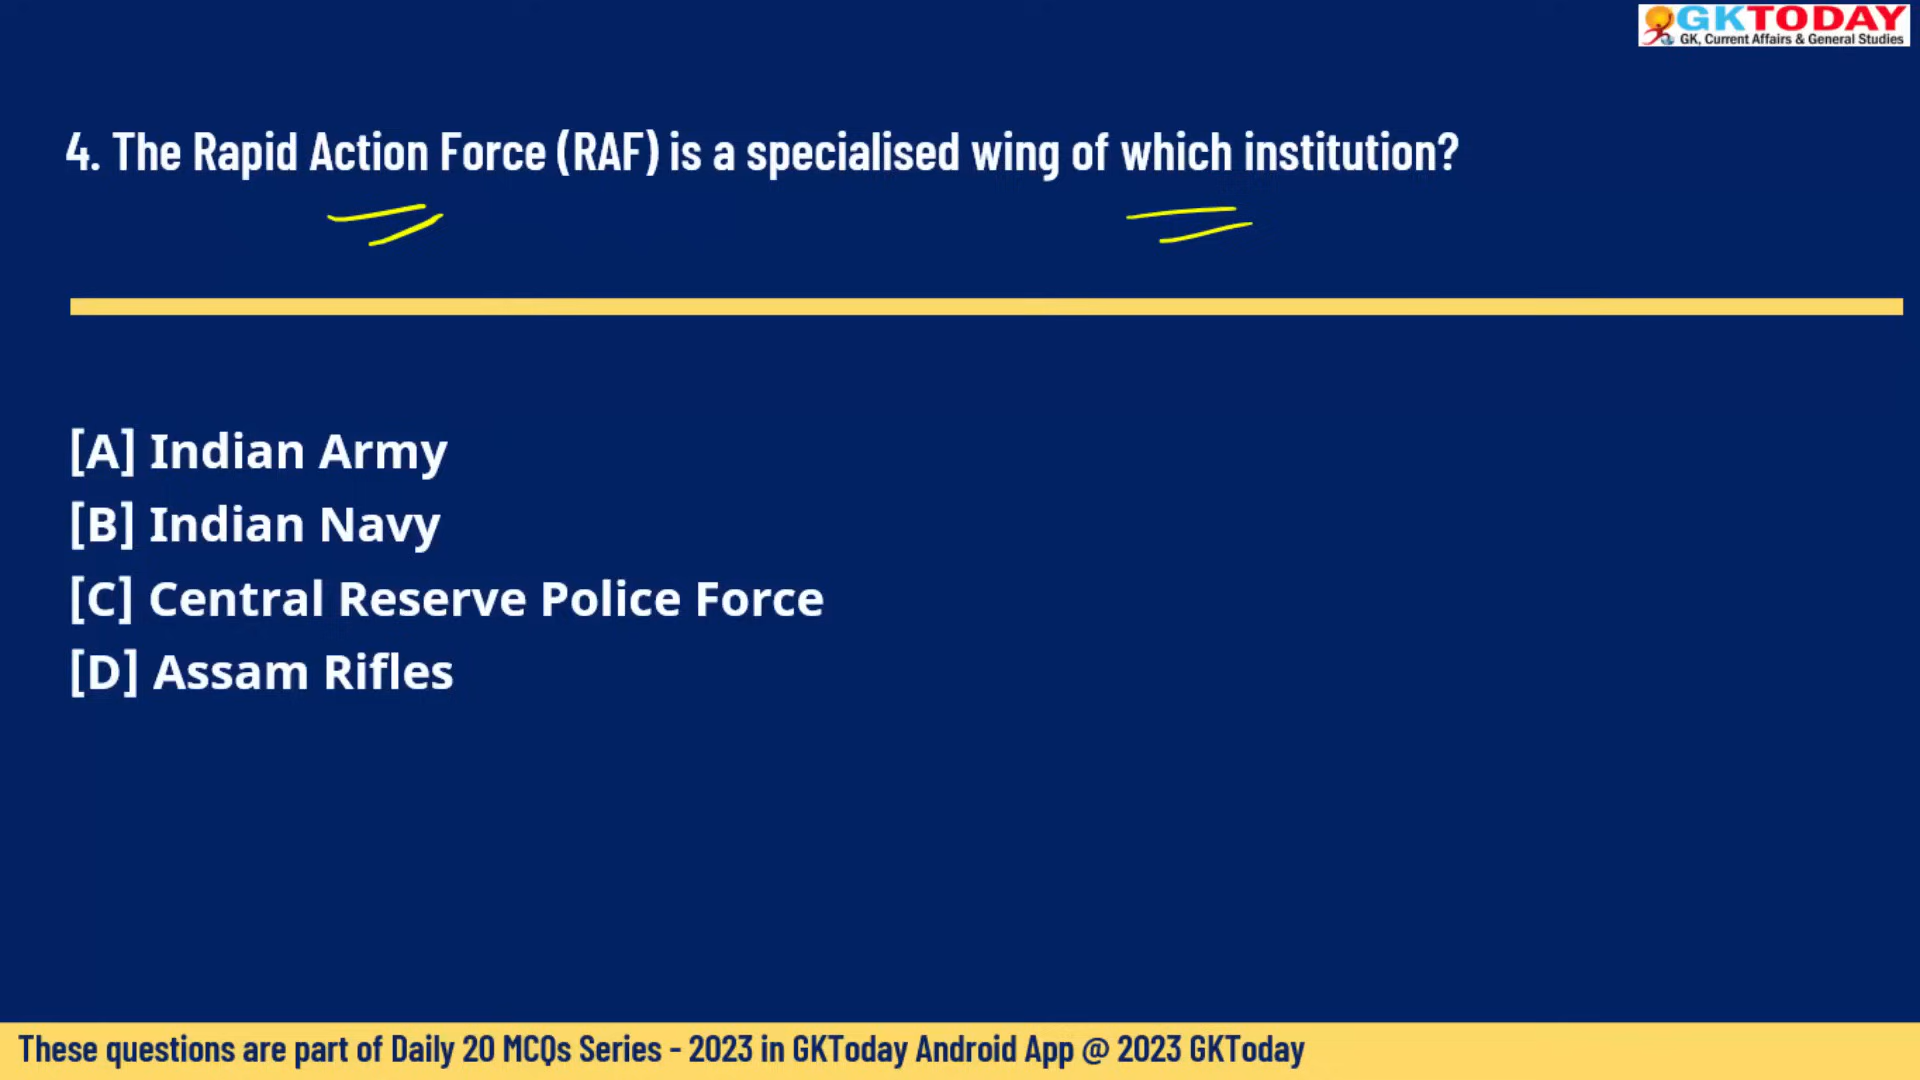 GKTODAY
GK, Current Affairs & General Studies
4. The Rapid Action Force (RAF) is a specialised wing of which institution?
[A] Indian Army
[B] Indian Navy
[C] Central Reserve Police Force
[D] Assam Rifles
These questions are part of Daily 20 MCQs Series - 2023 in GKToday Android App @ 2023 GKToday